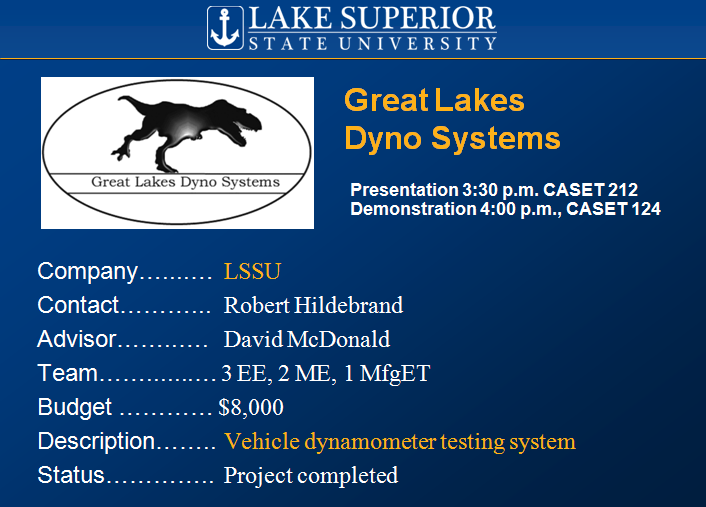 LAKE SUPERIOR
STATE UNIVERSITY
Great Lakes Dyno Systems
Great Lakes
Dyno Systems
Presentation 3:30 p.m. CASET 212
Demonstration 4:00 p.m., CASET 124
Company.......... LSSU
Contact............ Robert Hildebrand
Advisor............ David McDonald
Team................ 3 EE, 2 ME, 1 MfgET
Budget ............ $8,000
Description........ Vehicle dynamometer testing system
Status.............. Project completed